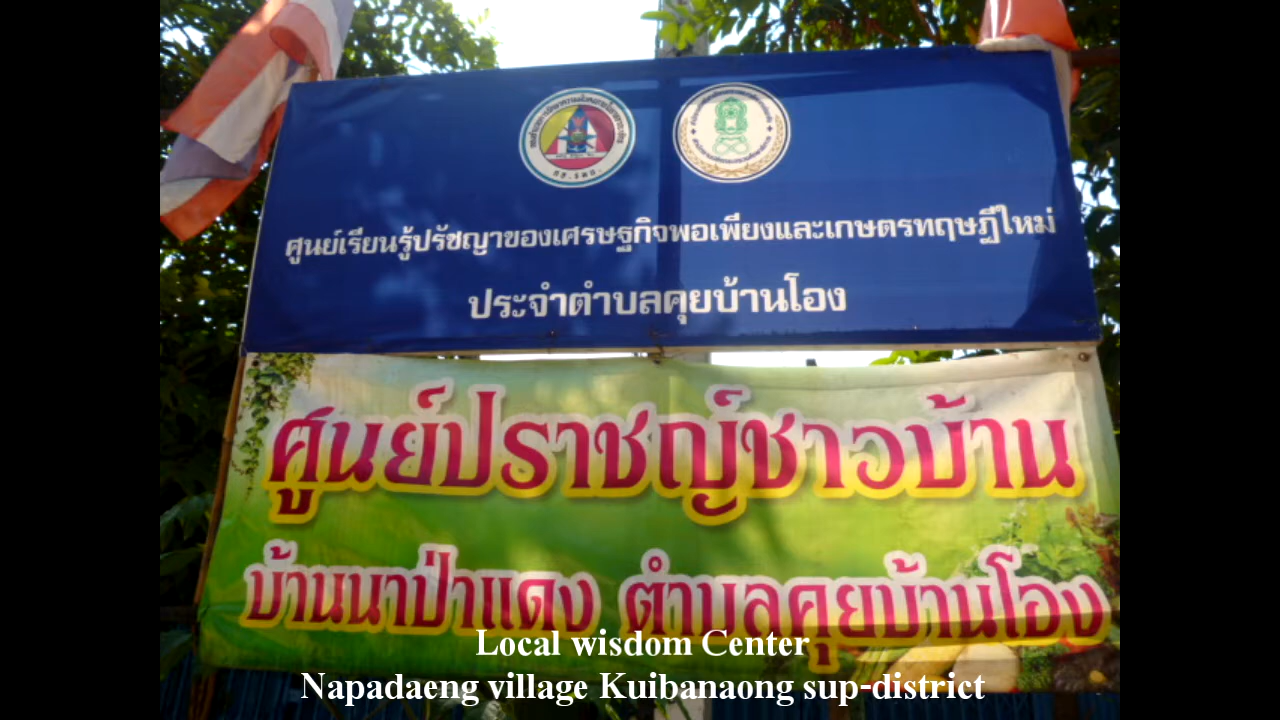 ศูนย์เรียนรู้ปรัชญาของเศรษฐกิจพอเพียงและเกษตรทฤษฎีใหม่
ประจำตำบลคุยบ้านโอง
ศูนย์ปราชญ์ชาวบ้าน
บ้านนาป่าแดง ตำบลคุยบ้านโอง
Local wisdom Center
Napadaeng village Kuibanaong sup-district